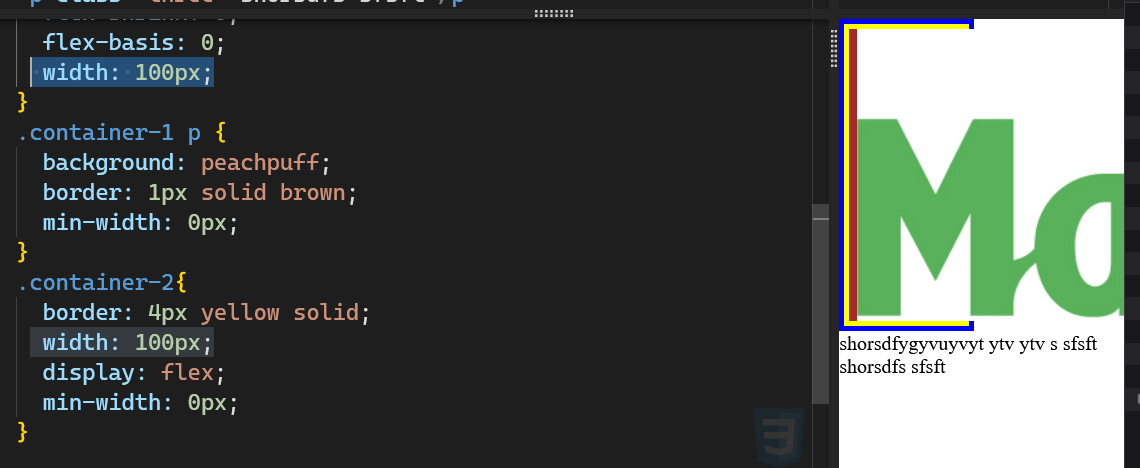 flex-basis: 0;
width: 100px;
}
.container-1 p {
background: peachpuff;
border: 1px solid brown;
min-width: 0px;
}
.container-2{
border: 4px yellow solid;
width: 100px;
display: flex;
min-width: 0px;
}
Ma
shorsdfygyvuyvyt ytv ytv s sfsft
shorsdfs sfsft